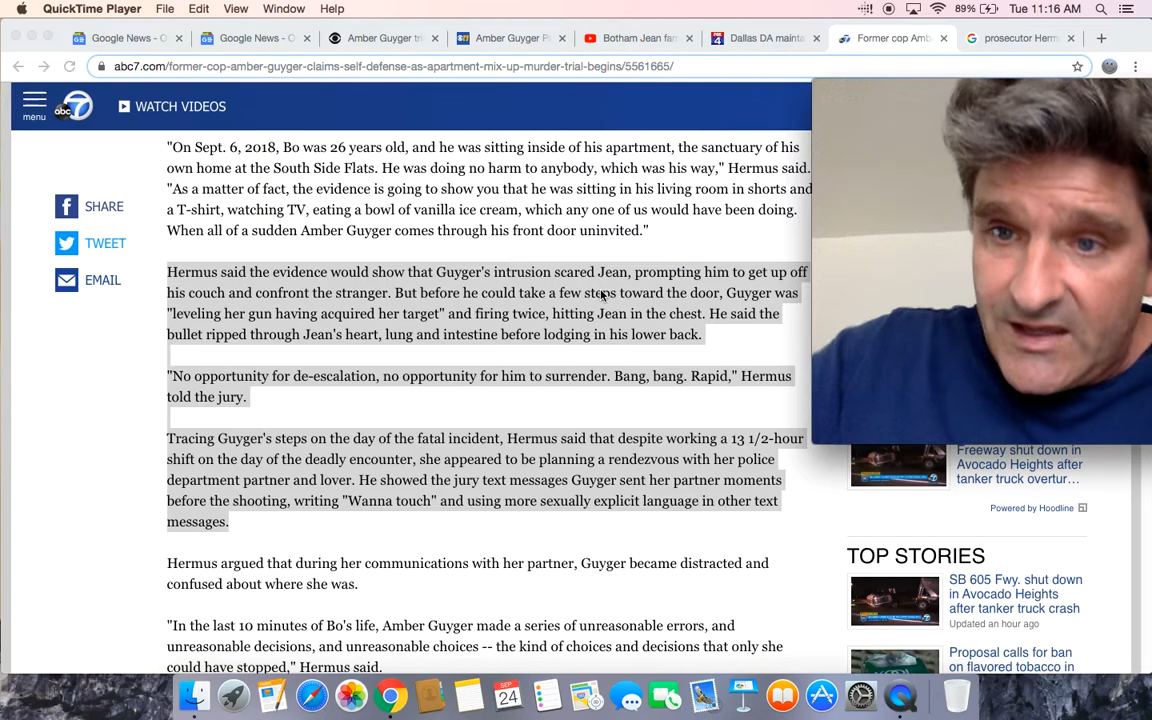 QuickTime Player File Edit View Window Help
89% Tue 11:16 AM
Google News - O
Google News - O
Amber Guyger tri
Amber Guyger P
Botham Jean fam
Dallas DA mainta
Former cop Amb
prosecutor Herm
abc7.com/former-cop-amber-guyger-claims-self-defense-as-apartment-mix-up-murder-trial-begins/5561665/
menu
abc 7
WATCH VIDEOS
SHARE
TWEET
EMAIL
"On Sept. 6, 2018, Bo was 26 years old, and he was sitting inside of his apartment, the sanctuary of his
own home at the South Side Flats. He was doing no harm to anybody, which was his way," Hermus said.
"As a matter of fact, the evidence is going to show you that he was sitting in his living room in shorts and
a T-shirt, watching TV, eating a bowl of vanilla ice cream, which any one of us would have been doing.
When all of a sudden Amber Guyger comes through his front door uninvited."
Hermus said the evidence would show that Guyger's intrusion scared Jean, prompting him to get up off
his couch and confront the stranger. But before he could take a few steps toward the door, Guyger was
"leveling her gun having acquired her target" and firing twice, hitting Jean in the chest. He said the
bullet ripped through Jean's heart, lung and intestine before lodging in his lower back.
"No opportunity for de-escalation, no opportunity for him to surrender. Bang, bang. Rapid," Hermus
told the jury.
Tracing Guyger's steps on the day of the fatal incident, Hermus said that despite working a 13 1/2-hour
shift on the day of the deadly encounter, she appeared to be planning a rendezvous with her police
department partner and lover. He showed the jury text messages Guyger sent her partner moments
before the shooting, writing "Wanna touch" and using more sexually explicit language in other text
messages.
Hermus argued that during her communications with her partner, Guyger became distracted and
confused about where she was.
"In the last 10 minutes of Bo's life, Amber Guyger made a series of unreasonable errors, and
unreasonable decisions, and unreasonable choices -- the kind of choices and decisions that only she
could have stopped," Hermus said.
Freeway shut down
in Avocado Heights
after tanker truck
overtur…
Powered by Hoodline
TOP STORIES
SB 605 Fwy. shut down
in Avocado Heights
after tanker truck crash
Updated an hour ago
Proposal calls for ban
on flavored tobacco in
SEP
24